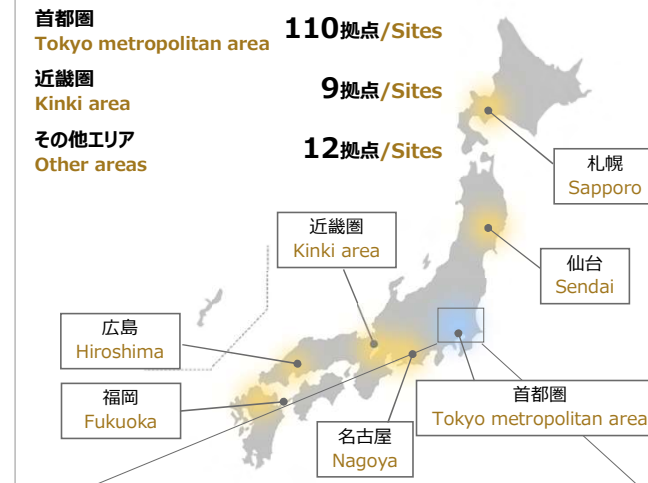 首都圏 110拠点/Sites
Tokyo metropolitan area
近畿圏 9拠点/Sites
Kinki area
その他エリア 12拠点/Sites
Other areas
札幌
Sapporo
近畿圏
Kinki area
仙台
Sendai
広島
Hiroshima
福岡
Fukuoka
首都圏
Tokyo metropolitan area
名古屋
Nagoya